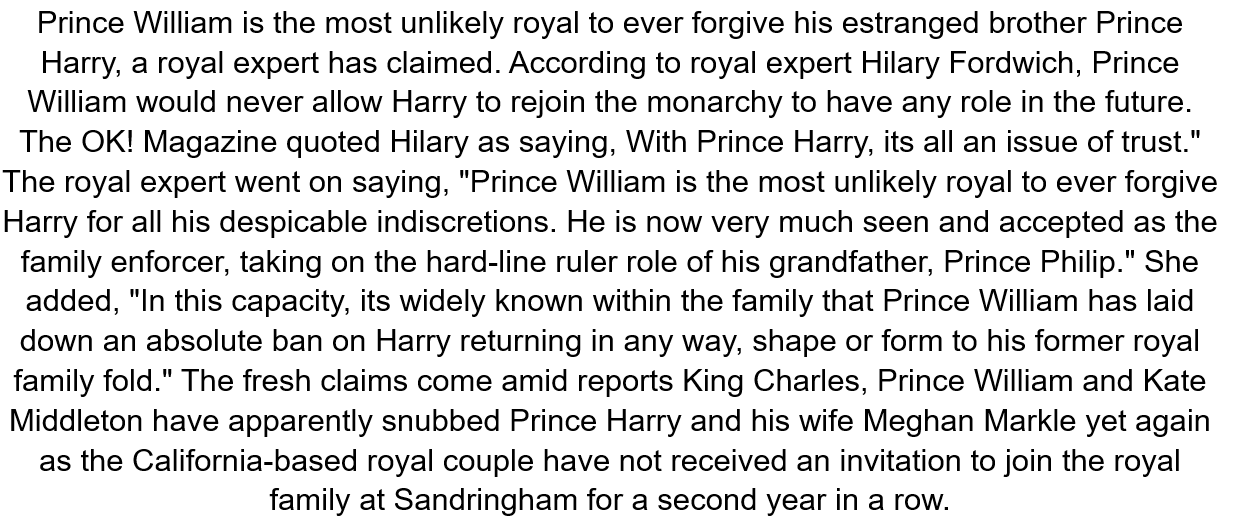 Prince William is the most unlikely royal to ever forgive his estranged brother Prince
Harry, a royal expert has claimed. According to royal expert Hilary Fordwich, Prince
William would never allow Harry to rejoin the monarchy to have any role in the future.
The OK! Magazine quoted Hilary as saying, With Prince Harry, its all an issue of trust."
The royal expert went on saying, "Prince William is the most unlikely royal to ever forgive
Harry for all his despicable indiscretions. He is now very much seen and accepted as the
family enforcer, taking on the hard-line ruler role of his grandfather, Prince Philip." She
added, "In this capacity, its widely known within the family that Prince William has laid
down an absolute ban on Harry returning in any way, shape or form to his former royal
family fold." The fresh claims come amid reports King Charles, Prince William and Kate
Middleton have apparently snubbed Prince Harry and his wife Meghan Markle yet again
as the California-based royal couple have not received an invitation to join the royal
family at Sandringham for a second year in a row.